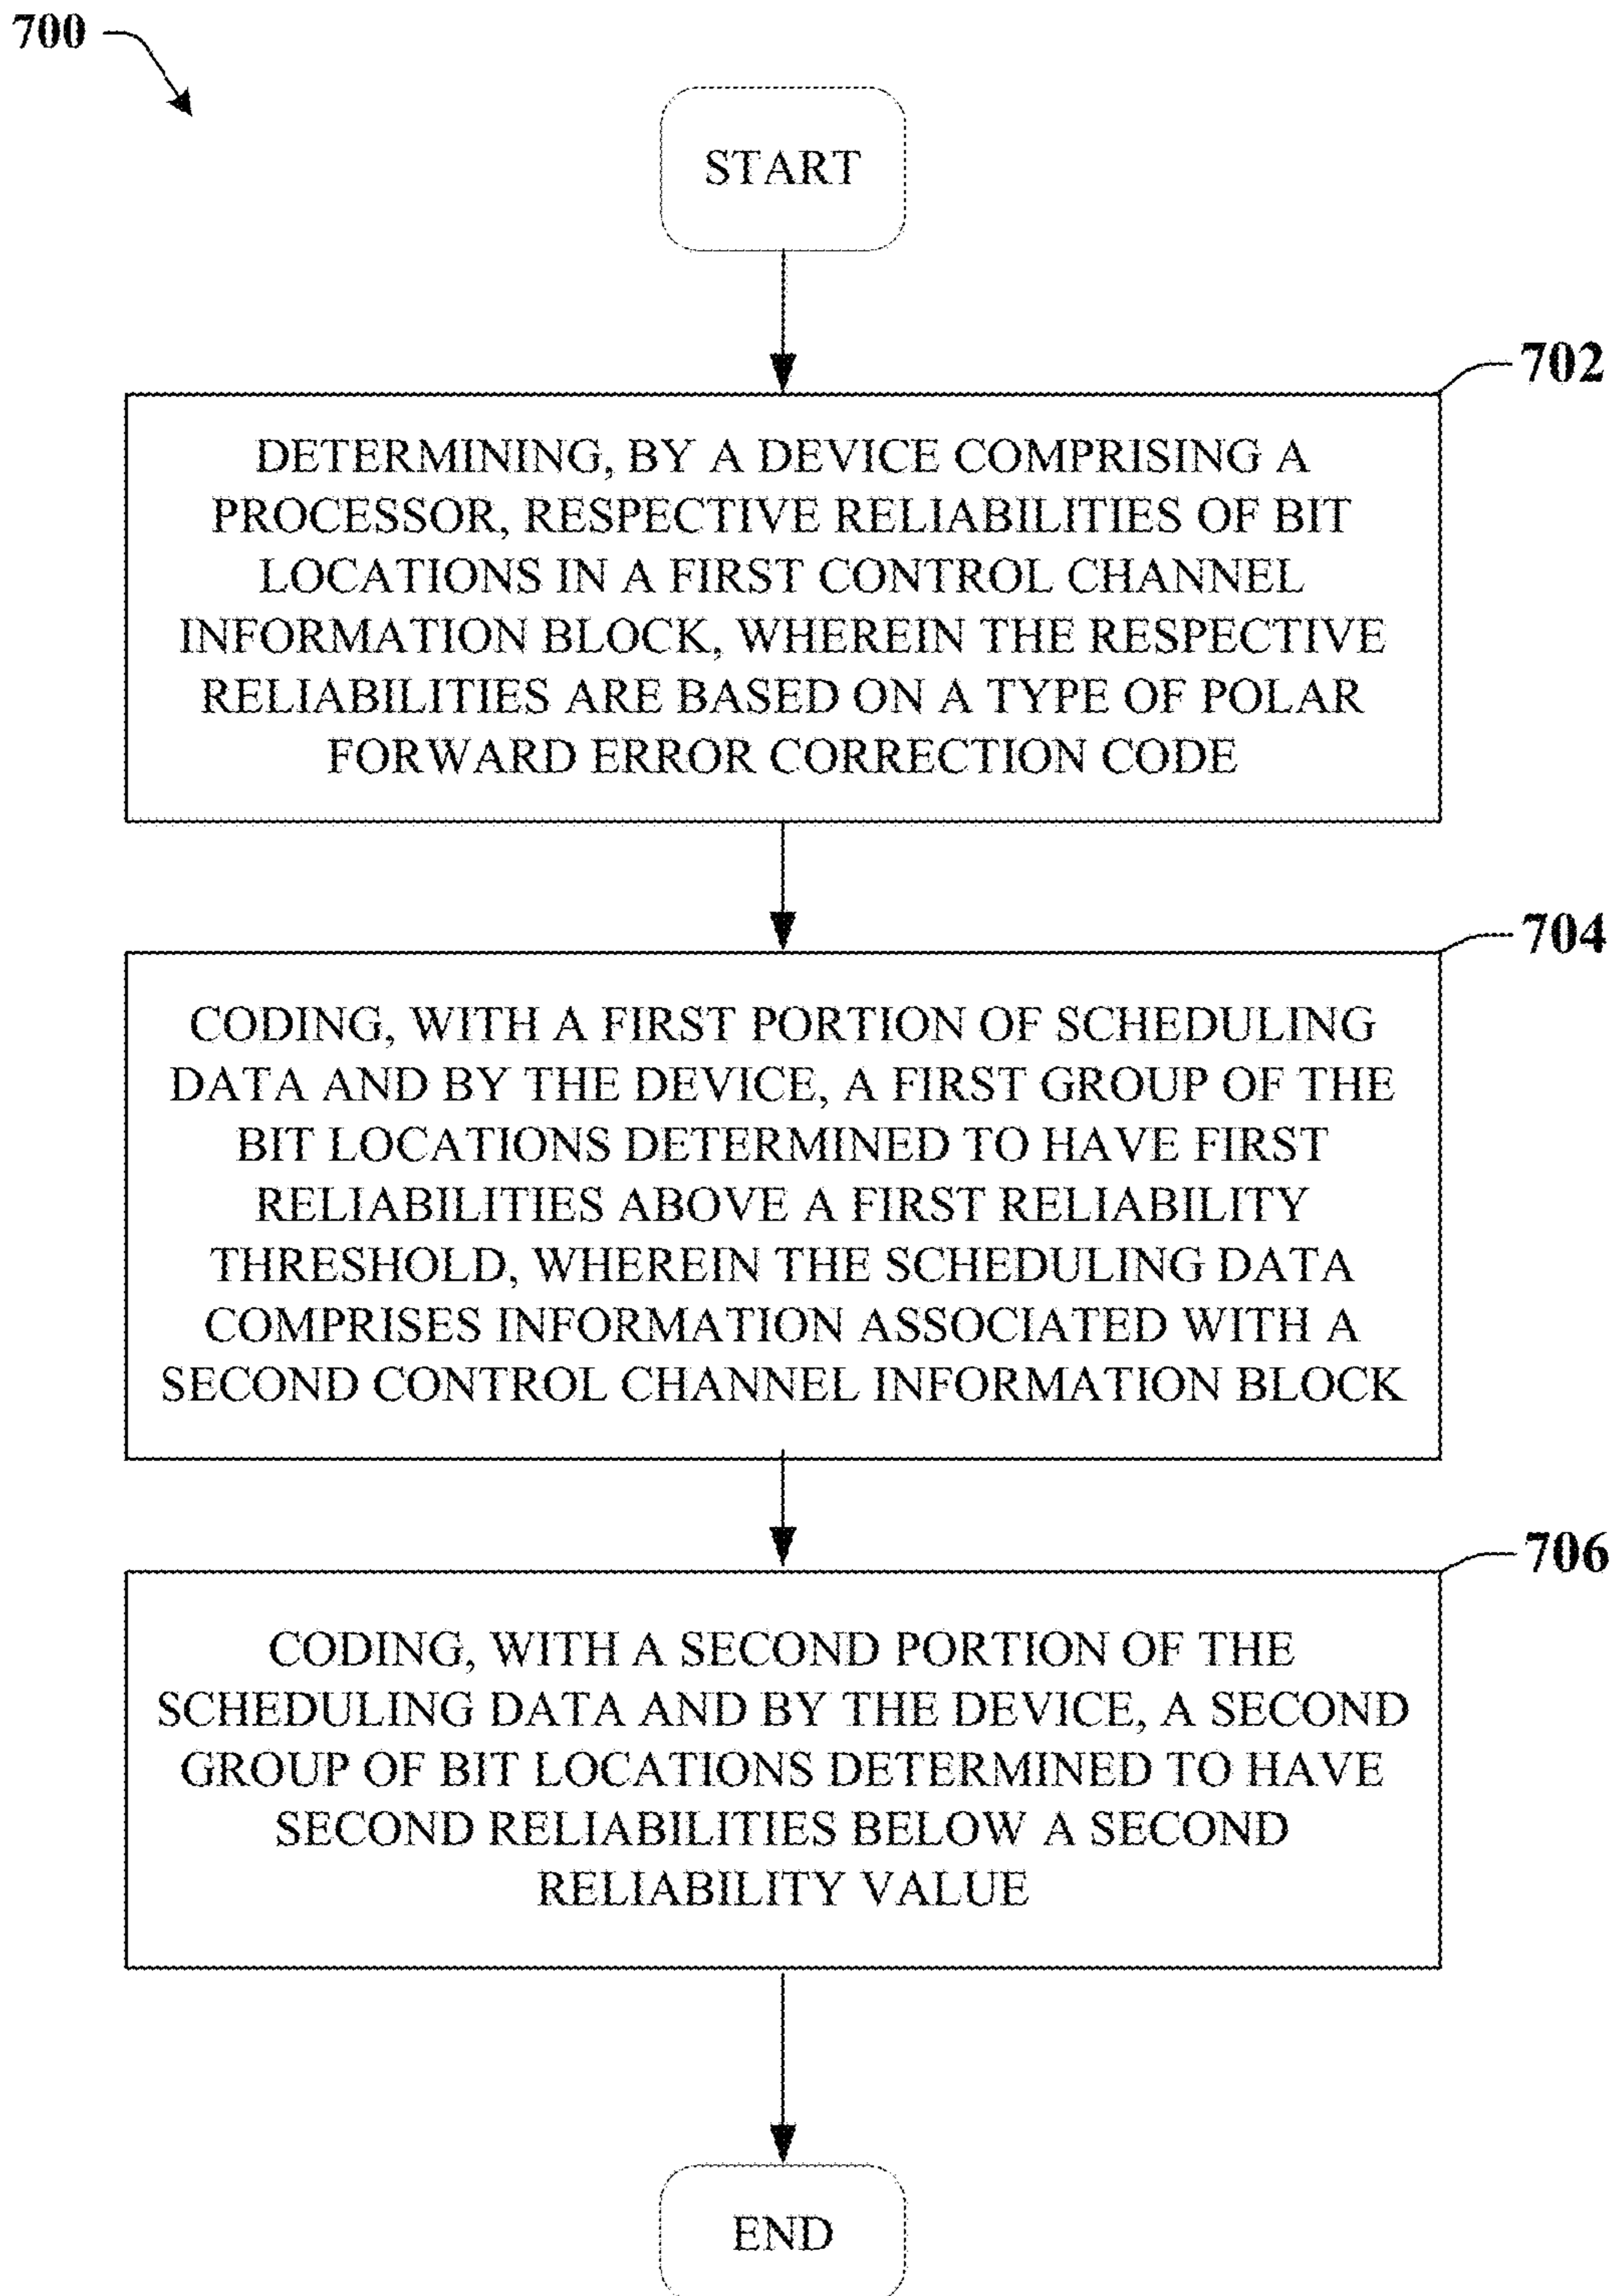 700
START
702
DETERMINING, BY A DEVICE COMPRISING A
PROCESSOR, RESPECTIVE RELIABILITIES OF BIT
LOCATIONS IN A FIRST CONTROL CHANNEL
INFORMATION BLOCK, WHEREIN THE RESPECTIVE
RELIABILITIES ARE BASED ON A TYPE OF POLAR
FORWARD ERROR CORRECTION CODE
704
CODING, WITH A FIRST PORTION OF SCHEDULING
DATA AND BY THE DEVICE, A FIRST GROUP OF THE
BIT LOCATIONS DETERMINED TO HAVE FIRST
RELIABILITIES ABOVE A FIRST RELIABILITY
THRESHOLD, WHEREIN THE SCHEDULING DATA
COMPRISES INFORMATION ASSOCIATED WITH A
SECOND CONTROL CHANNEL INFORMATION BLOCK
706
CODING, WITH A SECOND PORTION OF THE
SCHEDULING DATA AND BY THE DEVICE, A SECOND
GROUP OF BIT LOCATIONS DETERMINED TO HAVE
SECOND RELIABILITIES BELOW A SECOND
RELIABILITY VALUE
END